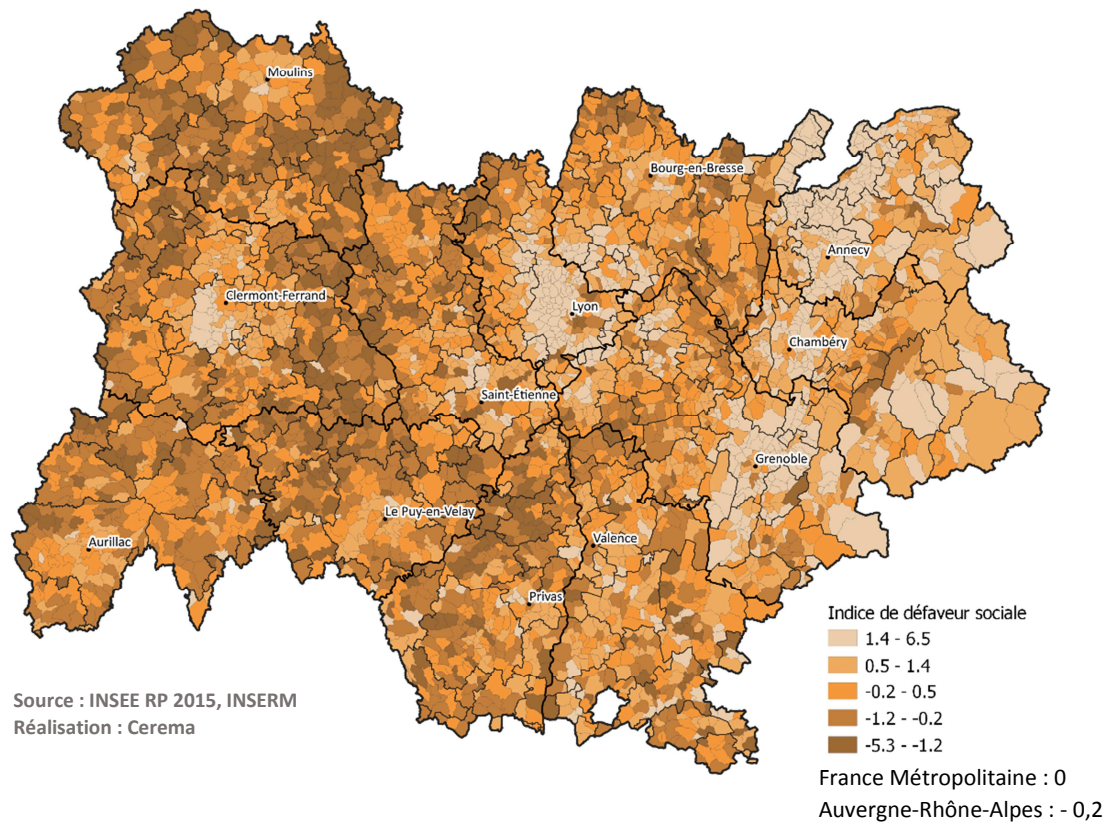 Moulins
Bourg-en-Bresse
Annecy
Clermont-Ferrand
Lyon
Chambéry
Saint-Étienne
Grenoble
Le Puy-en-Velay
Aurillac
Valence
Privas
Indice de défaveur sociale
1.4 - 6.5
0.5 - 1.4
-0.2 - 0.5
-1.2 - -0.2
-5.3 - -1.2
Source : INSEE RP 2015, INSERM
Réalisation : Cerema
France Métropolitaine : 0
Auvergne-Rhône-Alpes : - 0,2